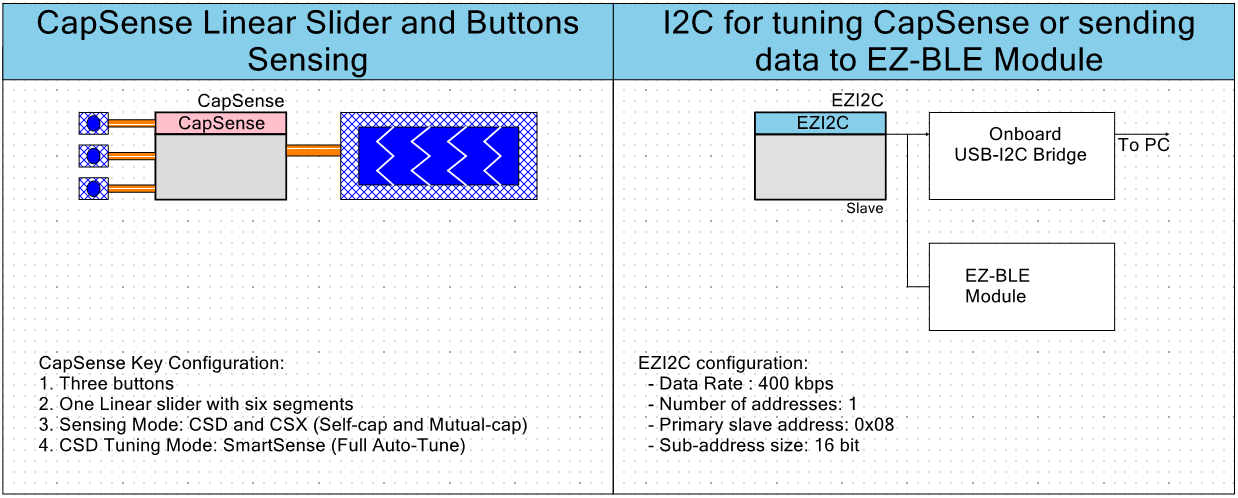 CapSense Linear Slider and Buttons
Sensing
I2C for tuning CapSense or sending
data to EZ-BLE Module
CapSense
CapSense
EZI2C
EZI2C
Slave
Onboard
USB-I2C Bridge
To PC
EZ-BLE
Module
CapSense Key Configuration:
1. Three buttons
2. One Linear slider with six segments
3. Sensing Mode: CSD and CSX (Self-cap and Mutual-cap)
4. CSD Tuning Mode: SmartSense (Full Auto-Tune)
EZI2C configuration:
- Data Rate : 400 kbps
- Number of addresses: 1
- Primary slave address: 0x08
- Sub-address size: 16 bit